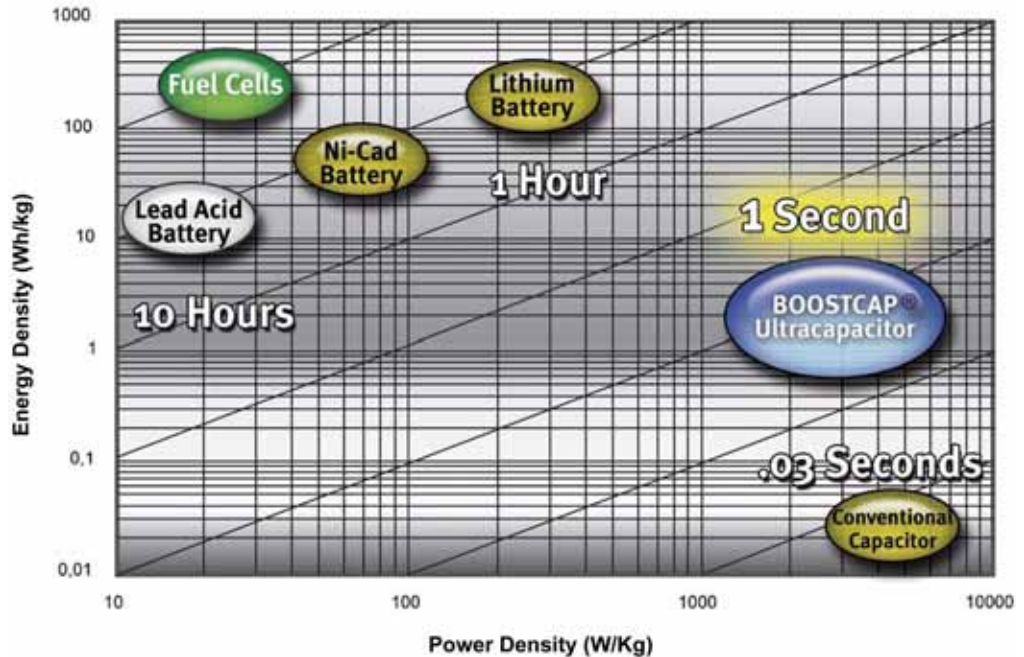 1000
100
10
1
0,1
0,01
Energy Density (Wh/kg)
Fuel Cells
Lithium
Battery
Ni-Cad
Battery
1 Hour
Lead Acid
Battery
1 Second
10 Hours
BOOSTCAP®
Ultracapacitor
.03 Seconds
Conventional
Capacitor
10
100
1000
10000
Power Density (W/Kg)